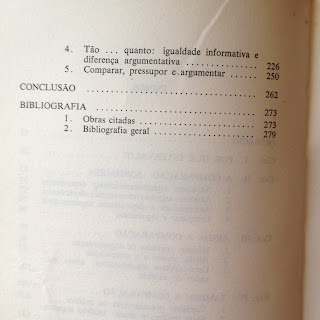 4. Tão ... quanto: igualdade informativa e
diferença argumentativa .................... 226
5. Comparar, pressupor e argumentar ....... 250
CONCLUSÃO ........................................ 262
BIBLIOGRAFIA ..................................... 273
1. Obras citadas ............................... 273
2. Bibliografia geral ........................... 279